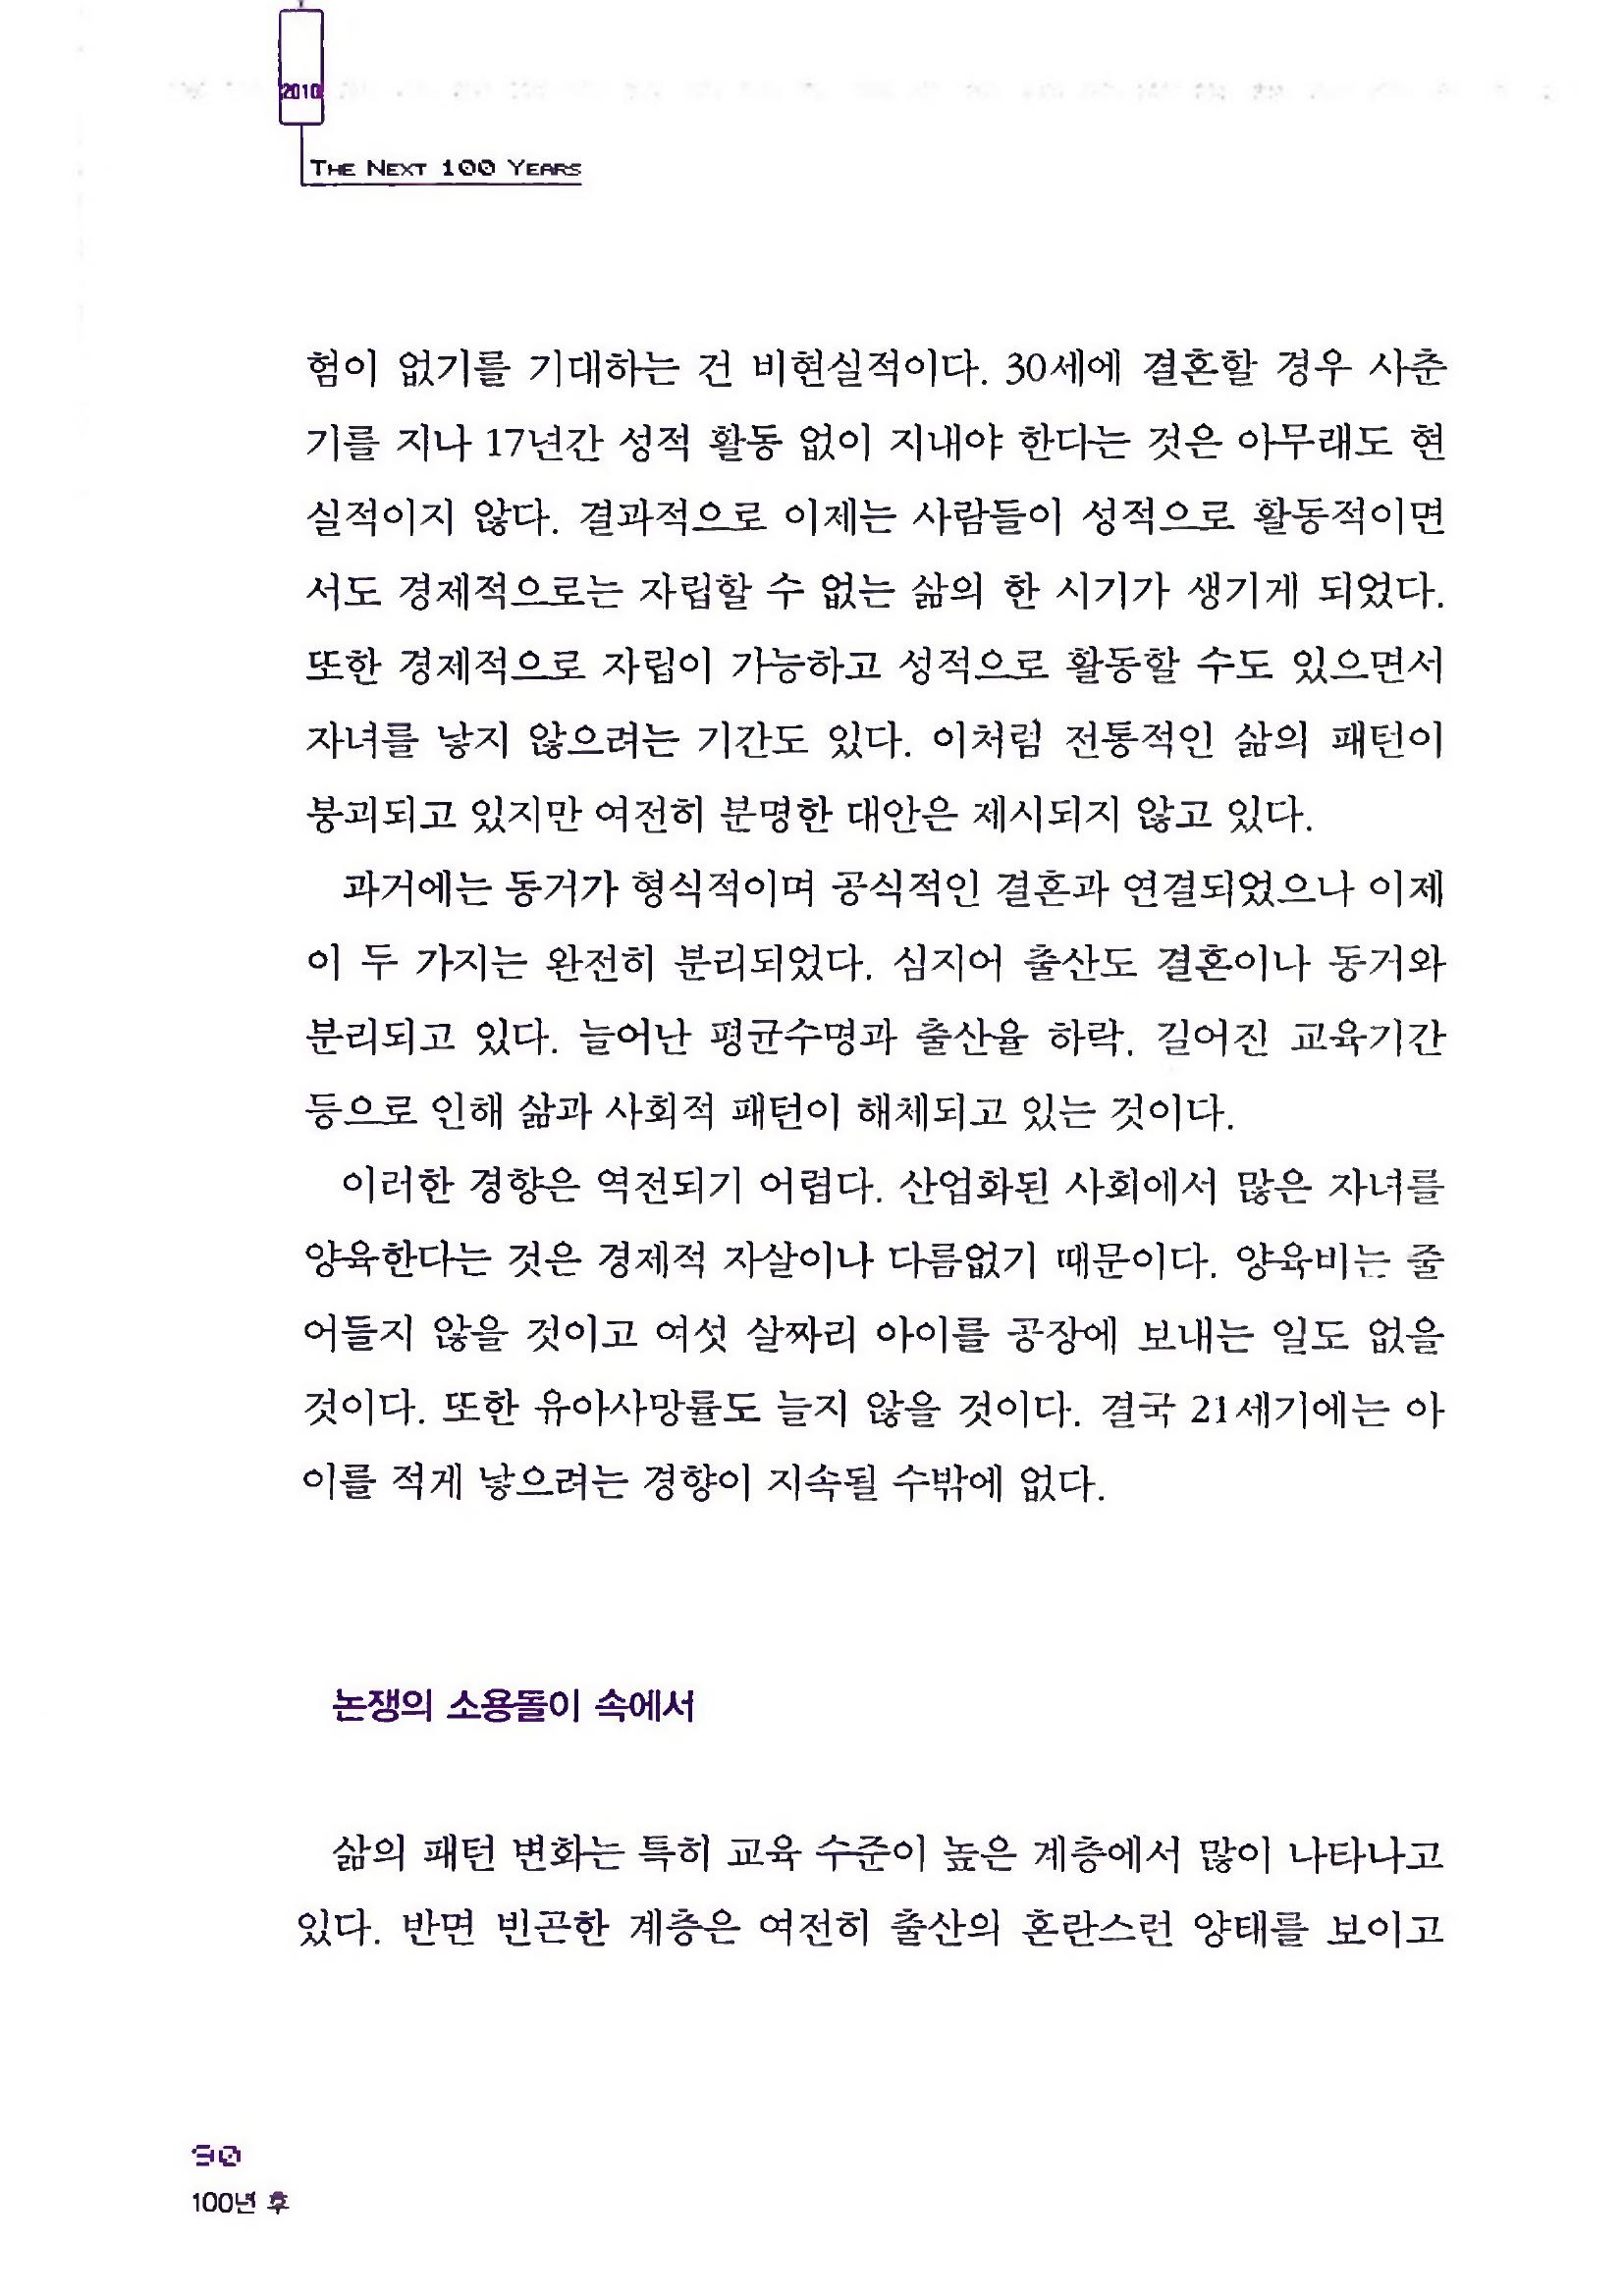 2010
THE NEXT 100 YEARS
험이 없기를 기대하는 건 비현실적이다. 30세에 결혼할 경우 사춘
기를 지나 17년간 성적 활동 없이 지내야 한다는 것은 아무래도 현
실적이지 않다. 결과적으로 이제는 사람들이 성적으로 활동적이면
서도 경제적으로는 자립할 수 없는 삶의 한 시기가 생기게 되었다.
또한 경제적으로 자립이 가능하고 성적으로 활동할 수도 있으면서
자녀를 낳지 않으려는 기간도 있다. 이처럼 전통적인 삶의 패턴이
붕괴되고 있지만 여전히 분명한 대안은 제시되지 않고 있다.
과거에는 동거가 형식적이며 공식적인 결혼과 연결되었으나 이제
이 두 가지는 완전히 분리되었다. 심지어 출산도 결혼이나 동거와
분리되고 있다. 늘어난 평균수명과 출산율 하락, 길어진 교육기간
등으로 인해 삶과 사회적 패턴이 해체되고 있는 것이다.
이러한 경향은 역전되기 어렵다. 산업화된 사회에서 많은 자녀를
양육한다는 것은 경제적 자살이나 다름없기 때문이다. 양육비는 줄
어들지 않을 것이고 여섯 살짜리 아이를 공장에 보내는 일도 없을
것이다. 또한 유아사망률도 늘지 않을 것이다. 결국 21세기에는 아
이를 적게 낳으려는 경향이 지속될 수밖에 없다.
논쟁의 소용돌이 속에서
삶의 패턴 변화는 특히 교육 수준이 높은 계층에서 많이 나타나고
있다. 반면 빈곤한 계층은 여전히 출산의 혼란스런 양태를 보이고
90
100년 후